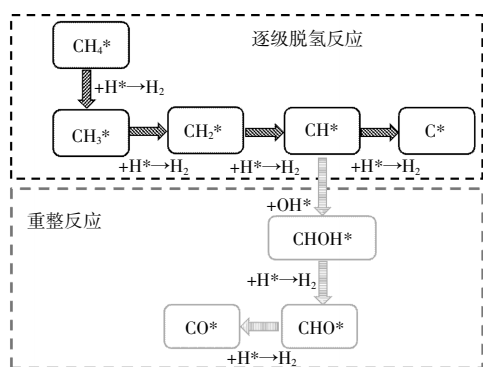 逐级脱氢反应
CH₄*
+H*→H₂
CH₃*
CH₂*
CH*
C*
+H*→H₂
+H*→H₂
+H*→H₂
重整反应
+OH*
CHOH*
+H*→H₂
CO*
CHO*
+H*→H₂